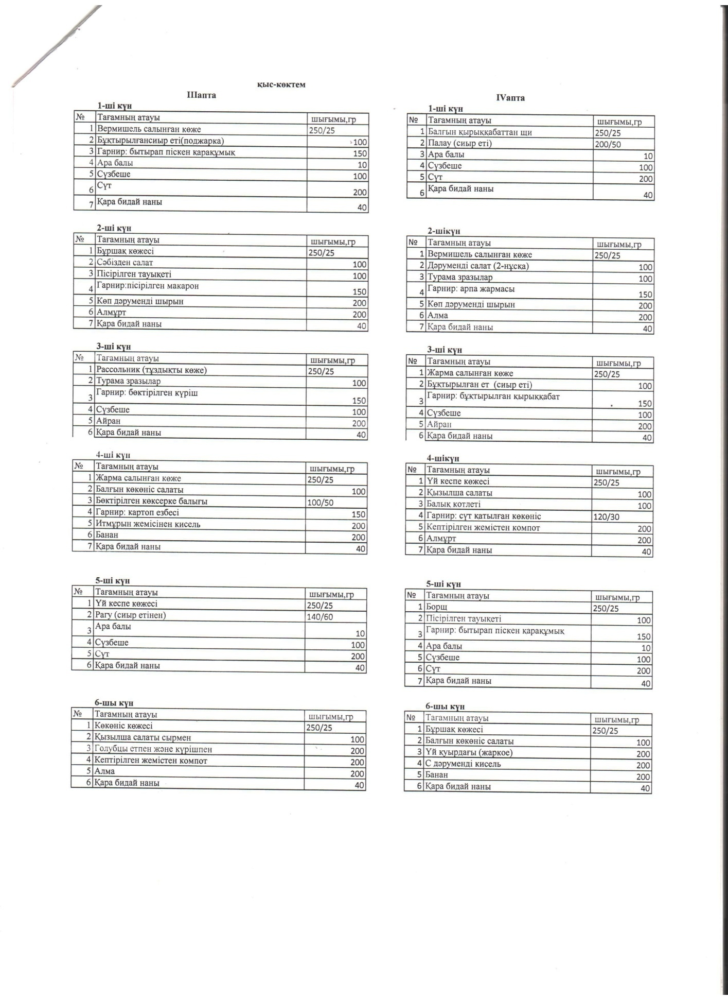 қыс-көктем
IIIапта
1-ші күн
№ Тағамның атауы шығымы,гр
1 Вермишель салынған көже 250/25
2 Бұқтырылғансиыр еті(поджарка) 100
3 Гарнир: бытырап піскен қарақұмық 150
4 Ара балы 10
5 Сүзбеше 100
6 Сүт 200
7 Қара бидай наны 40
2-ші күн
№ Тағамның атауы шығымы,гр
1 Бұршақ көжесі 250/25
2 Сәбізден салат 100
3 Пісірілген тауықеті 100
4 Гарнир:пісірілген макарон 150
5 Көп дәруменді шырын 200
6 Алмұрт 200
7 Қара бидай наны 40
3-ші күн
№ Тағамның атауы шығымы,гр
1 Рассольник (тұздықты көже) 250/25
2 Турама зразылар 100
3 Гарнир: бөктірілген күріш 150
4 Сүзбеше 100
5 Айран 200
6 Қара бидай наны 40
4-ші күн
№ Тағамның атауы шығымы,гр
1 Жарма салынған көже 250/25
2 Балғын көкөніс салаты 100
3 Бөктірілген көксерке балығы 100/50
4 Гарнир: картоп езбесі 150
5 Итмұрын жемісінен кисель 200
6 Банан 200
7 Қара бидай наны 40
5-ші күн
№ Тағамның атауы шығымы,гр
1 Үй кеспе көжесі 250/25
2 Рагу (сиыр етінен) 140/60
3 Ара балы 10
4 Сүзбеше 100
5 Сүт 200
6 Қара бидай наны 40
6-шы күн
№ Тағамның атауы шығымы,гр
1 Көкөніс көжесі 250/25
2 Қызылша салаты сырмен 100
3 Голубцы етпен және күрішпен 200
4 Кептірілген жемістен компот 200
5 Алма 200
6 Қара бидай наны 40
IVапта
1-ші күн
№ Тағамның атауы шығымы,гр
1 Балғын қырыққабаттан щи 250/25
2 Палау (сиыр еті) 200/50
3 Ара балы 10
4 Сүзбеше 100
5 Сүт 200
6 Қара бидай наны 40
2-шікүн
№ Тағамның атауы шығымы,гр
1 Вермишель салынған көже 250/25
2 Дәруменді салат (2-нұсқа) 100
3 Турама зразылар 100
4 Гарнир: арпа жармасы 150
5 Көп дәруменді шырын 200
6 Алма 200
7 Қара бидай наны 40
3-ші күн
№ Тағамның атауы шығымы,гр
1 Жарма салынған көже 250/25
2 Бұқтырылған ет (сиыр еті) 100
3 Гарнир: бұқтырылған қырыққабат 150
4 Сүзбеше 100
5 Айран 200
6 Қара бидай наны 40
4-шікүн
№ Тағамның атауы шығымы,гр
1 Үй кеспе көжесі 250/25
2 Қызылша салаты 100
3 Балық котлеті 100
4 Гарнир: сүт қатылған көкөніс 120/30
5 Кептірілген жемістен компот 200
6 Алмұрт 200
7 Қара бидай наны 40
5-ші күн
№ Тағамның атауы шығымы,гр
1 Борщ 250/25
2 Пісірілген тауықеті 100
3 Гарнир: бытырап піскен қарақұмық 150
4 Ара балы 10
5 Сүзбеше 100
6 Сүт 200
7 Қара бидай наны 40
6-шы күн
№ Тағамның атауы шығымы,гр
1 Бұршақ көжесі 250/25
2 Балғын көкөніс салаты 100
3 Үй қуырдағы (жаркое) 200
4 С дәруменді кисель 200
5 Банан 200
6 Қара бидай наны 40